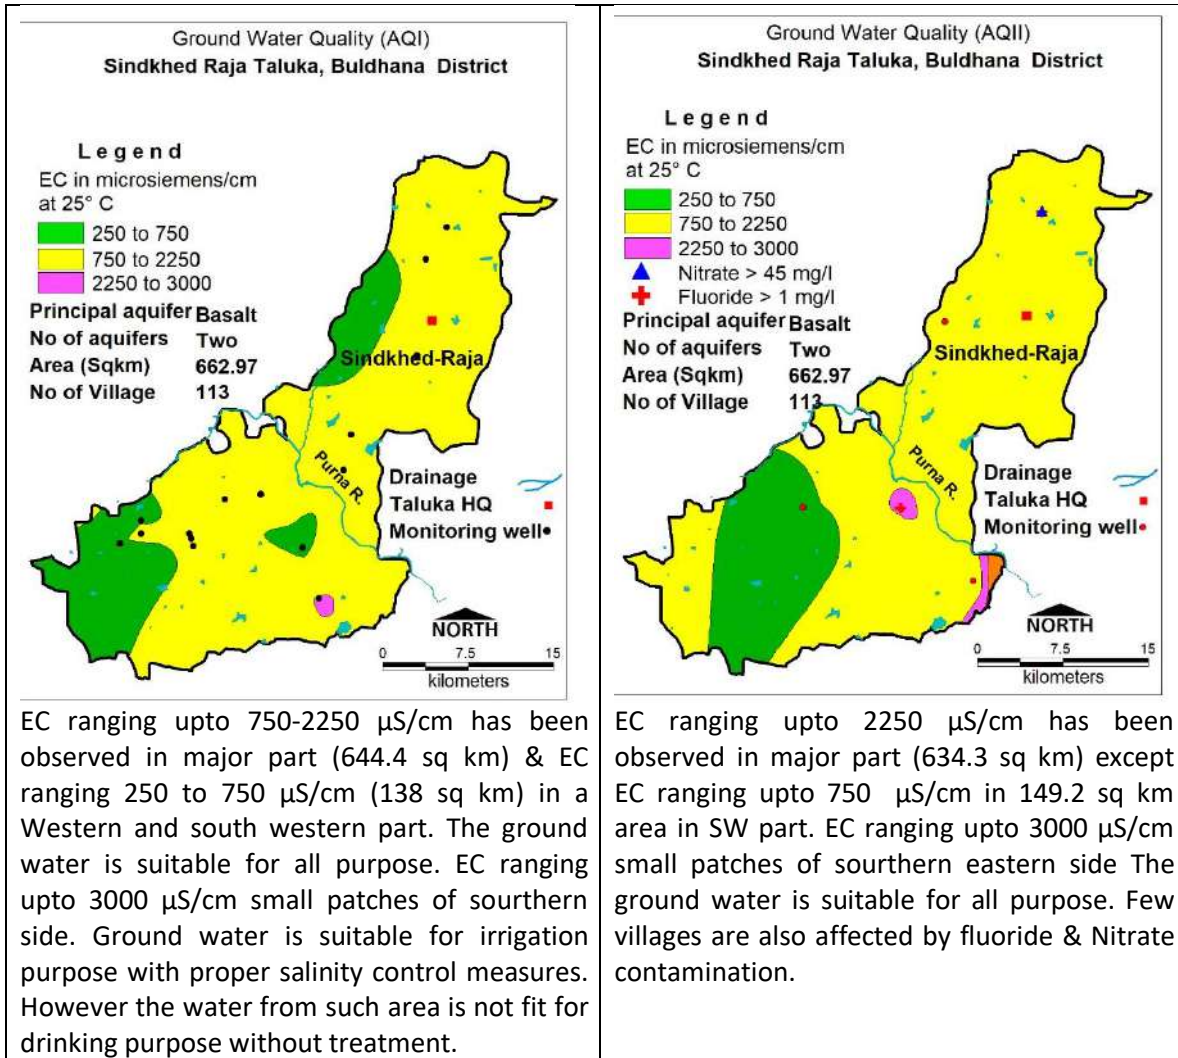 Ground Water Quality (AQI)
Sindkhed Raja Taluka, Buldhana District
Legend
EC in microsiemens/cm
at 25° C
250 to 750
750 to 2250
2250 to 3000
Principal aquifer Basalt
No of aquifers Two
Area (Sqkm) 662.97
No of Village 113
Sindkhed-Raja
Purna R.
Drainage
Taluka HQ
Monitoring well
NORTH
0 7.5 15
kilometers
EC ranging upto 750-2250 µS/cm has been
observed in major part (644.4 sq km) & EC
ranging 250 to 750 µS/cm (138 sq km) in a
Western and south western part. The ground
water is suitable for all purpose. EC ranging
upto 3000 µS/cm small patches of sourthern
side. Ground water is suitable for irrigation
purpose with proper salinity control measures.
However the water from such area is not fit for
drinking purpose without treatment.
Ground Water Quality (AQII)
Sindkhed Raja Taluka, Buldhana District
Legend
EC in microsiemens/cm
at 25° C
250 to 750
750 to 2250
2250 to 3000
Nitrate > 45 mg/l
Fluoride > 1 mg/l
Principal aquifer Basalt
No of aquifers Two
Area (Sqkm) 662.97
No of Village 113
Sindkhed-Raja
Purna R.
Drainage
Taluka HQ
Monitoring well
NORTH
0 7.5 15
kilometers
EC ranging upto 2250 µS/cm has been
observed in major part (634.3 sq km) except
EC ranging upto 750 µS/cm in 149.2 sq km
area in SW part. EC ranging upto 3000 µS/cm
small patches of sourthern eastern side The
ground water is suitable for all purpose. Few
villages are also affected by fluoride & Nitrate
contamination.